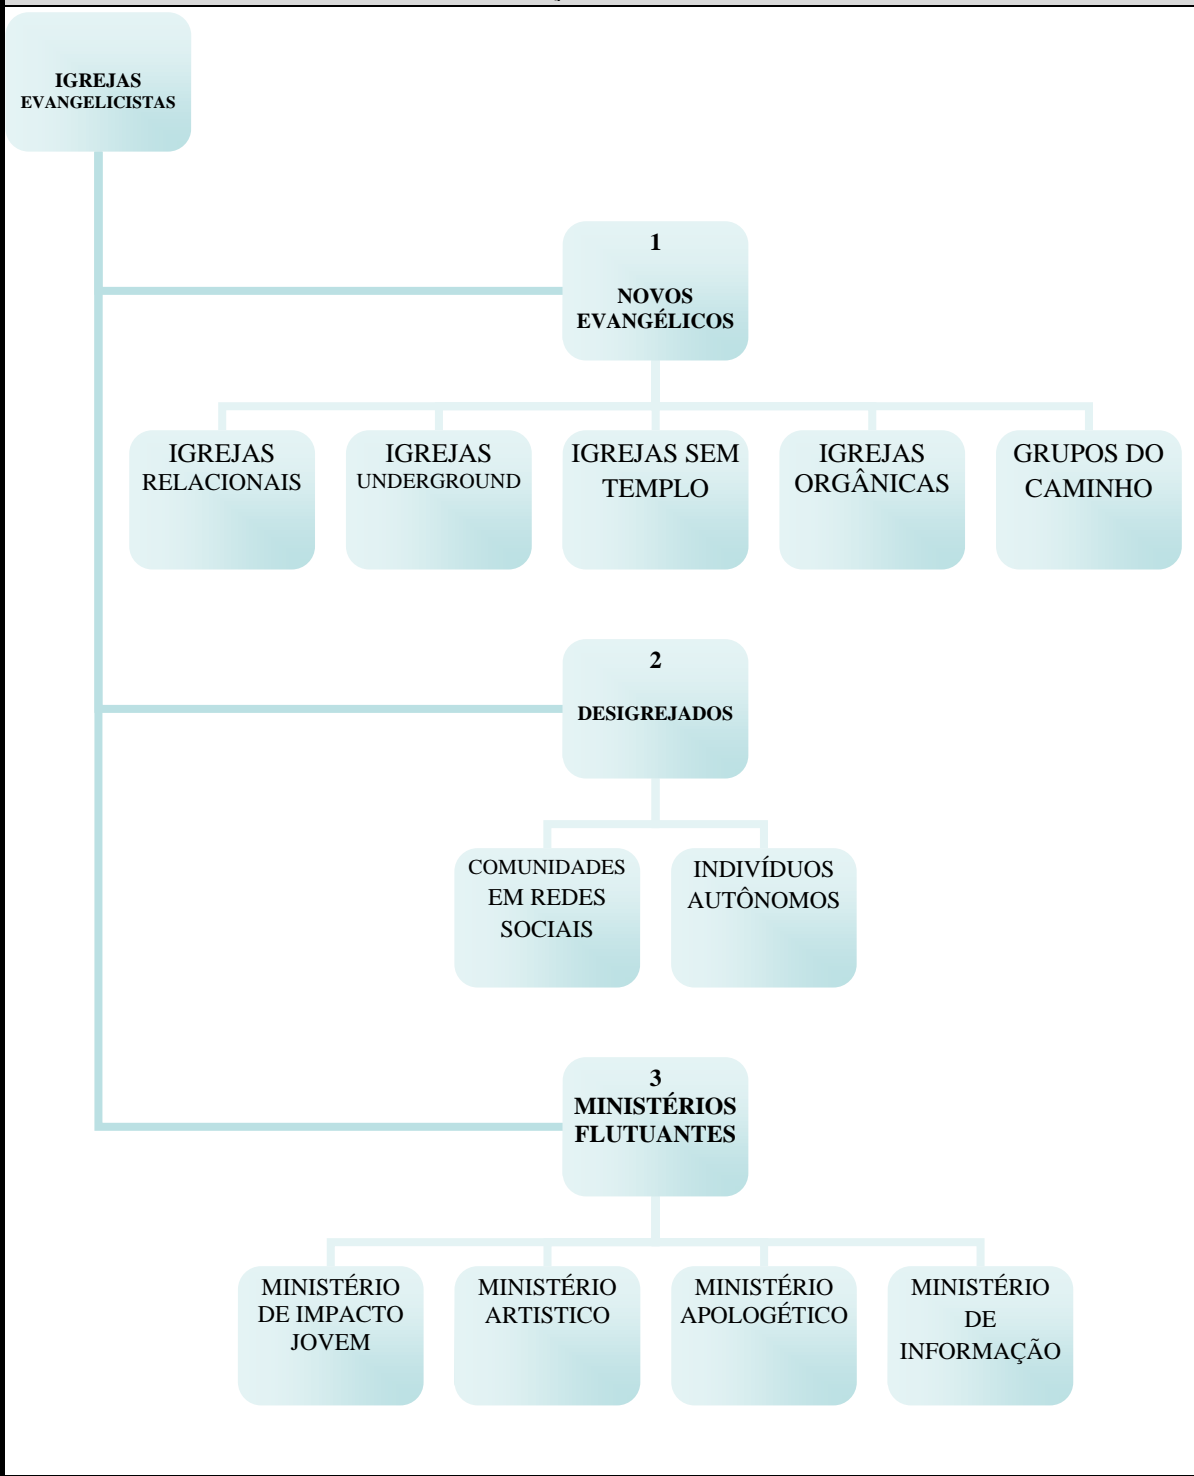 IGREJAS
EVANGELICISTAS
1
NOVOS
EVANGÉLICOS
IGREJAS
RELACIONAIS
IGREJAS
UNDERGROUND
IGREJAS SEM
TEMPLO
IGREJAS
ORGÂNICAS
GRUPOS DO
CAMINHO
2
DESIGREJADOS
COMUNIDADES
EM REDES
SOCIAIS
INDIVÍDUOS
AUTÔNOMOS
3
MINISTÉRIOS
FLUTUANTES
MINISTÉRIO
DE IMPACTO
JOVEM
MINISTÉRIO
ARTISTICO
MINISTÉRIO
APOLOGÉTICO
MINISTÉRIO
DE
INFORMAÇÃO